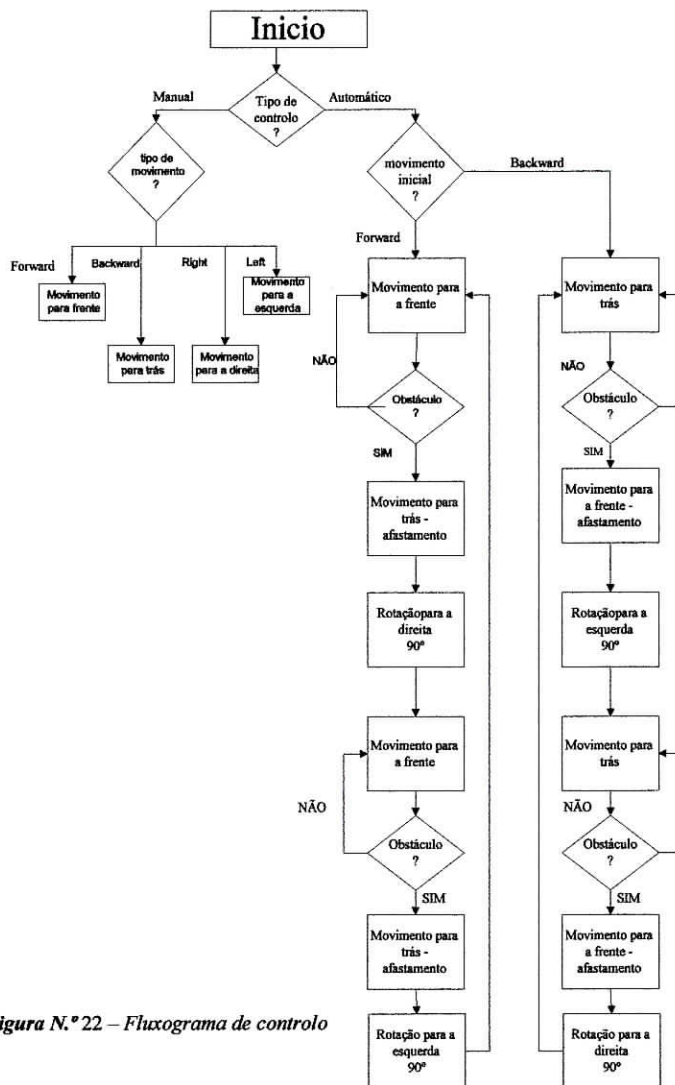 Inicio
Manual
Tipo de
controlo
?
Automático
tipo de
movimento
?
movimento
inicial
?
Backward
Forward
Forward
Backward
Right
Left
Movimento
para frente
Movimento
para trás
Movimento
para a direita
Movimento
para a
esquerda
Movimento para
a frente
NÃO
Obstáculo
?
SIM
Movimento para
trás -
afastamento
Rotaçãopara a
direita
90º
Movimento para
a frente
NÃO
Obstáculo
?
SIM
Movimento para
trás -
afastamento
Rotação para a
esquerda
90ª
Movimento para
trás
NÃO
Obstáculo
?
SIM
Movimento para
a frente -
afastamento
Rotaçãopara a
esquerda
90º
Movimento para
trás
NÃO
Obstáculo
?
SIM
Movimento para
a frente -
afastamento
Rotação para a
direita
90º
igura N.º 22 – Fluxograma de controlo